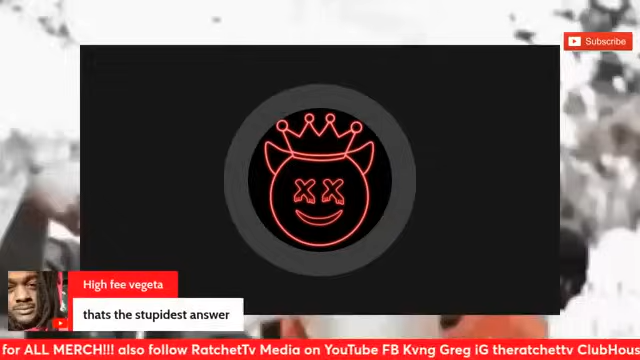 Subscribe
High fee vegeta
thats the stupidest answer
for ALL MERCH!!! also follow RatchetTv Media on YouTube FB Kvng Greg iG theratchettv ClubHous